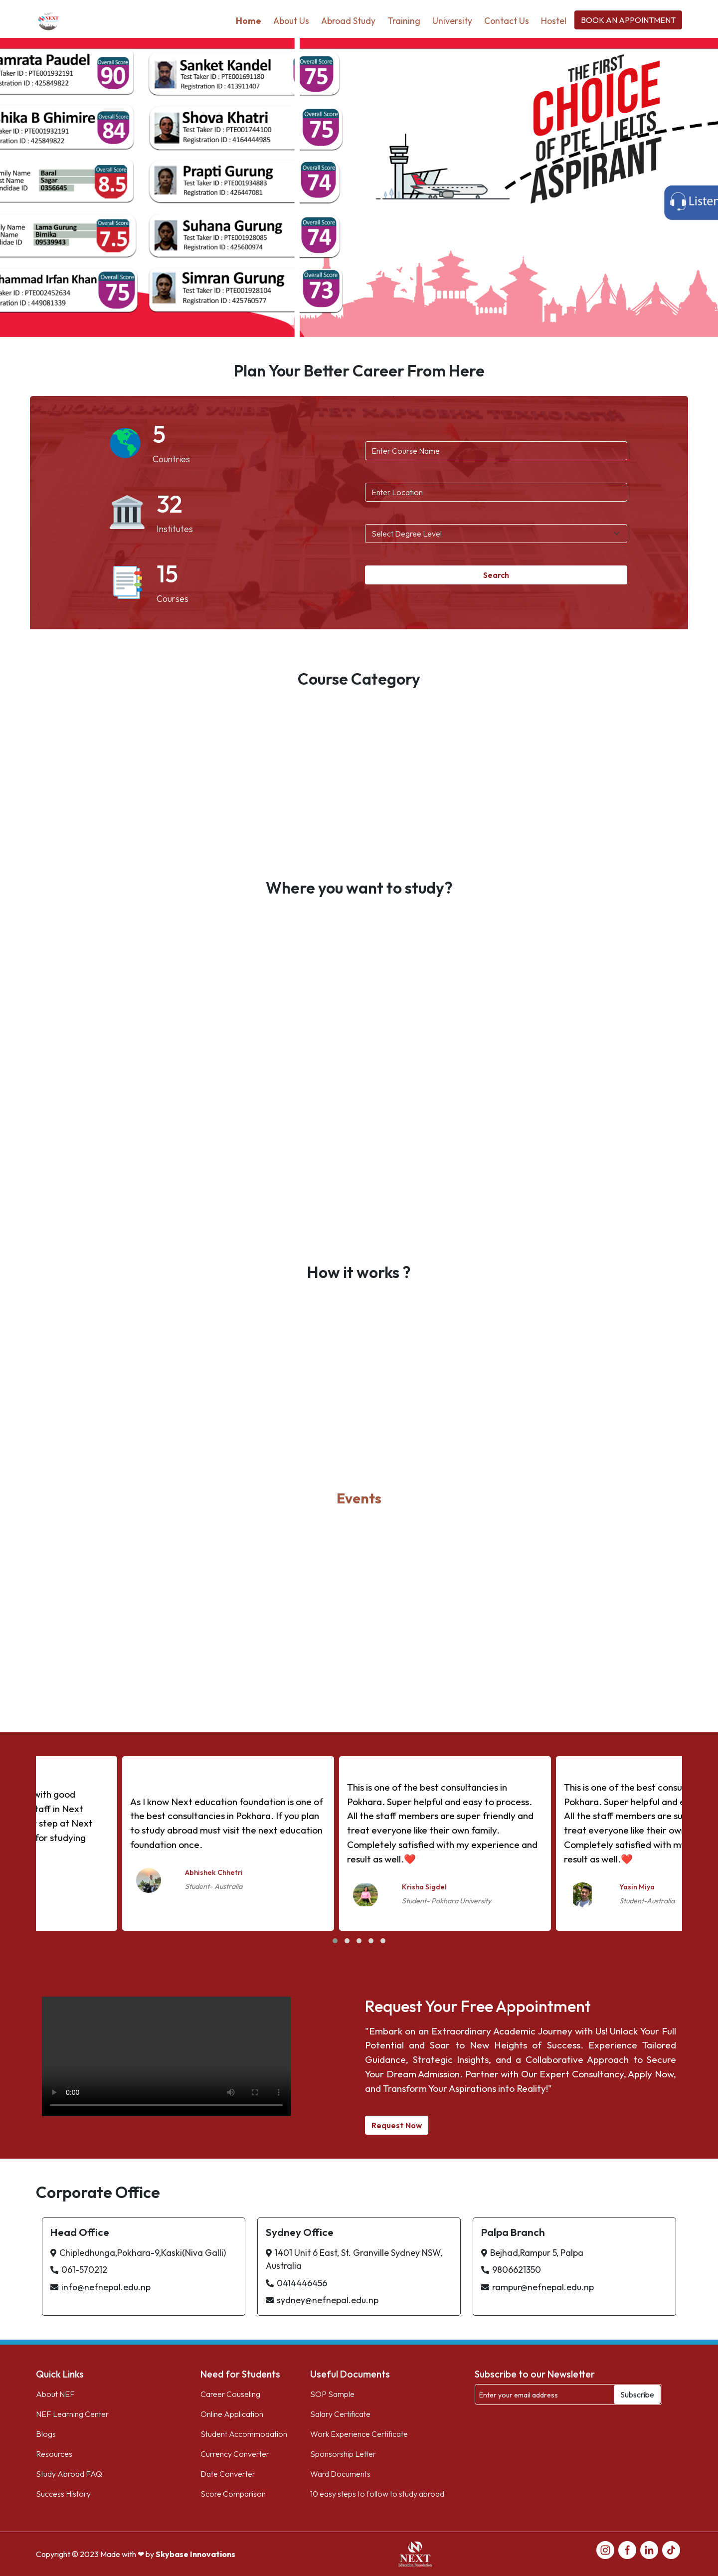 NEXT
Home About Us Abroad Study Training University Contact Us Hostel BOOK AN APPOINTMENT
amrata Paudel
aker ID : PTE001932191
ration ID : 425849822
Overall Score
90
Sanket Kandel
Test Taker ID : PTE001691180
Registration ID : 413911407
75
shika B Ghimire
aker ID : PTE001932191
ration ID : 425849822
Overall Score
84
Shova Khatri
Test Taker ID : PTE001744100
Registration ID : 4164444985
Overall Score
75
mily Name Baral
st Name Sagar
ndidae ID 0356645
Overall Score
8.5
Prapti Gurung
Test Taker ID : PTE001934883
Registration ID : 426447081
Overall Score
74
ly Name Lama Gurung
Name Bimika
idae ID 09539943
Overall Score
7.5
Suhana Gurung
Test Taker ID : PTE001928085
Registration ID : 425600974
Overall Score
74
hammad Irfan Khan
er ID : PTE002452634
ation ID : 449081339
Overall Score
75
Simran Gurung
Test Taker ID : PTE001928104
Registration ID : 425760577
Overall Score
73
THE FIRST
CHOICE
OF PTE | IELTS
ASPIRANT
Listen
Plan Your Better Career From Here
5
Countries
32
Institutes
15
Courses
Enter Course Name
Enter Location
Select Degree Level
Search
Course Category
Where you want to study?
How it works ?
Events
with good
staff in Next
step at Next
for studying
As I know Next education foundation is one of
the best consultancies in Pokhara. If you plan
to study abroad must visit the next education
foundation once.
Abhishek Chhetri
Student- Australia
This is one of the best consultancies in
Pokhara. Super helpful and easy to process.
All the staff members are super friendly and
treat everyone like their own family.
Completely satisfied with my experience and
result as well.❤️
Krisha Sigdel
Student- Pokhara University
This is one of the best consu
Pokhara. Super helpful and e
All the staff members are su
treat everyone like their own
Completely satisfied with my
result as well.❤️
Yasin Miya
Student-Australia
0:00
Request Your Free Appointment
"Embark on an Extraordinary Academic Journey with Us! Unlock Your Full
Potential and Soar to New Heights of Success. Experience Tailored
Guidance, Strategic Insights, and a Collaborative Approach to Secure
Your Dream Admission. Partner with Our Expert Consultancy, Apply Now,
and Transform Your Aspirations into Reality!"
Request Now
Corporate Office
Head Office
Chipledhunga,Pokhara-9,Kaski(Niva Galli)
061-570212
info@nefnepal.edu.np
Sydney Office
1401 Unit 6 East, St. Granville Sydney NSW,
Australia
0414446456
sydney@nefnepal.edu.np
Palpa Branch
Bejhad,Rampur 5, Palpa
9806621350
rampur@nefnepal.edu.np
Quick Links
About NEF
NEF Learning Center
Blogs
Resources
Study Abroad FAQ
Success History
Need for Students
Career Couseling
Online Application
Student Accommodation
Currency Converter
Date Converter
Score Comparison
Useful Documents
SOP Sample
Salary Certificate
Work Experience Certificate
Sponsorship Letter
Ward Documents
10 easy steps to follow to study abroad
Subscribe to our Newsletter
Enter your email address
Subscribe
Copyright © 2023 Made with ❤ by Skybase Innovations
NEXT
Education Foundation